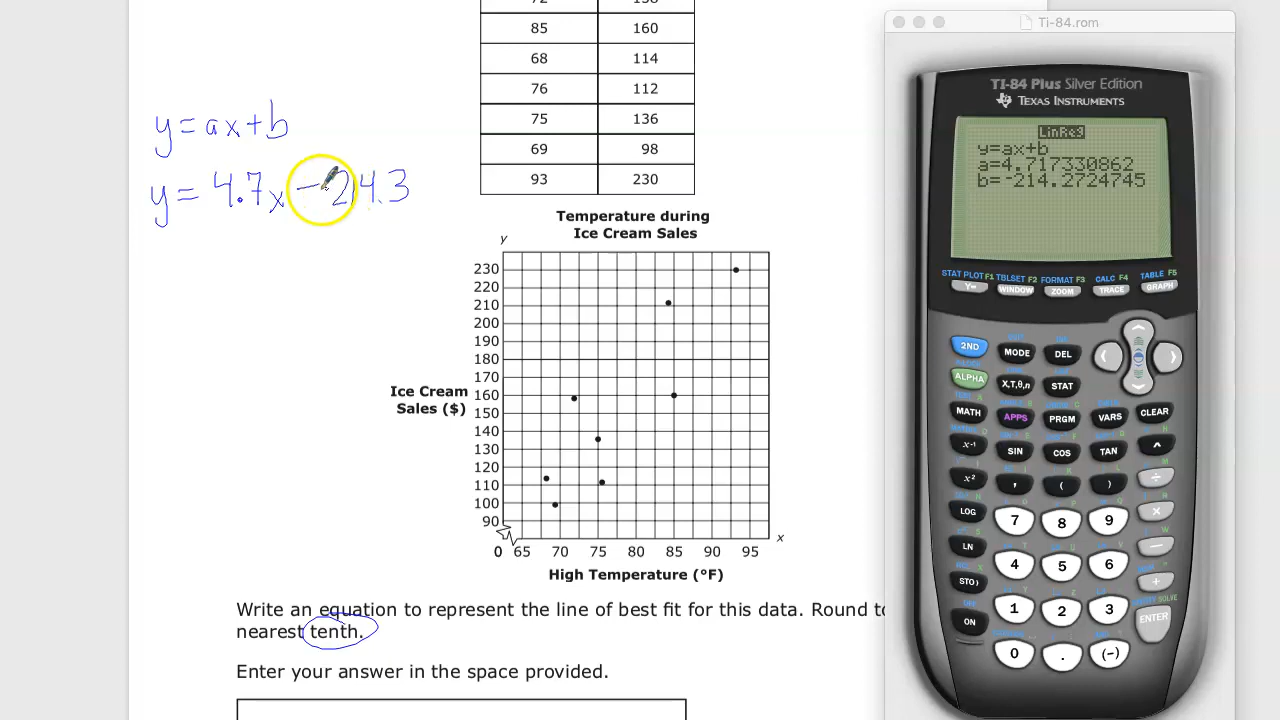 85 160
68 114
76 112
75 136
69 98
93 230
y=ax+b
y=4.7x-214.3
Temperature during
Ice Cream Sales
y
230
220
210
200
190
180
170
160
150
140
130
120
110
100
90
Ice Cream
Sales ($)
0 65 70 75 80 85 90 95 x
High Temperature (°F)
Write an equation to represent the line of best fit for this data. Round to
nearest tenth.
Enter your answer in the space provided.
Ti-84.rom
TI-84 Plus Silver Edition
TEXAS INSTRUMENTS
LinReg
y=ax+b
a=4.717330862
b=-214.2724745
STAT PLOT F1 TBLSET F2 FORMAT F3 CALC F4 TABLE F5
Y= WINDOW ZOOM TRACE GRAPH
2ND MODE DEL
ALPHA X,T,θ,n STAT
MATH APPS PRGM VARS CLEAR
x-1 SIN COS TAN ^
x2 , ( ) ÷
LOG 7 8 9 ×
LN 4 5 6 −
STO› 1 2 3 +
ON 0 . (-) ENTER